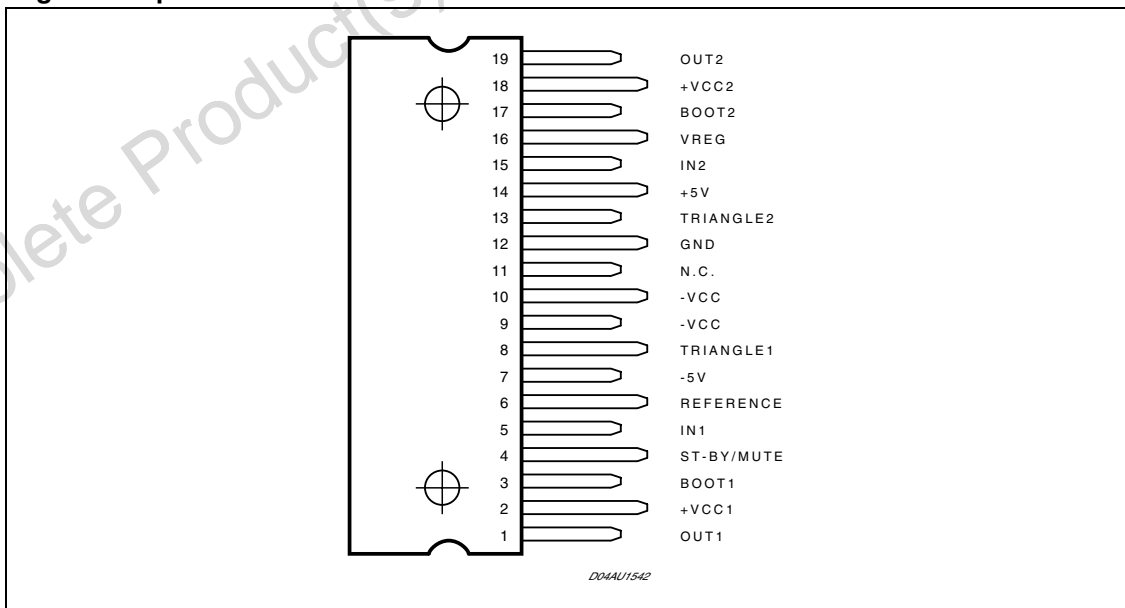 19 OUT2
18 +VCC2
17 BOOT2
16 VREG
15 IN2
14 +5V
13 TRIANGLE2
12 GND
11 N.C.
10 -VCC
9 -VCC
8 TRIANGLE1
7 -5V
6 REFERENCE
5 IN1
4 ST-BY/MUTE
3 BOOT1
2 +VCC1
1 OUT1
D04AU1542
lete Product(s)